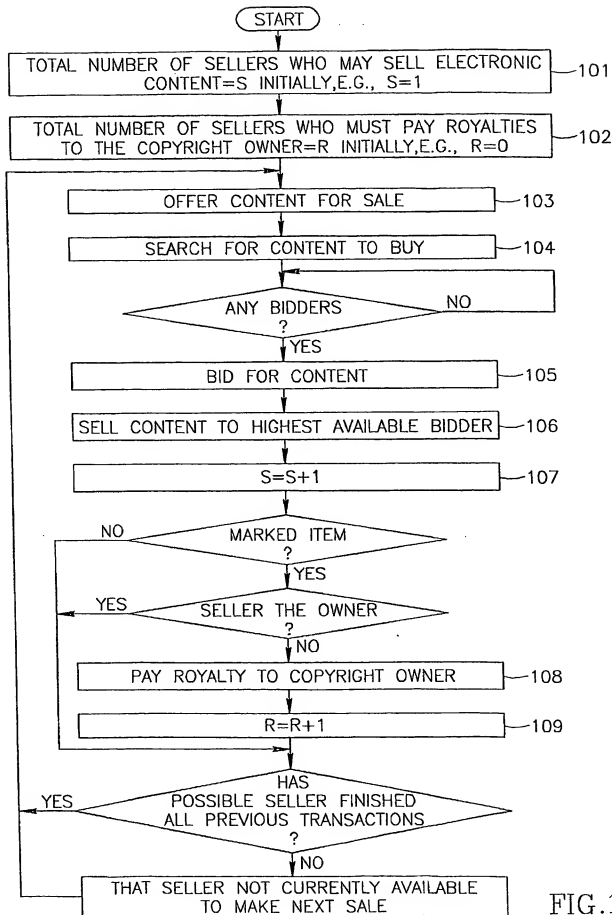 START
TOTAL NUMBER OF SELLERS WHO MAY SELL ELECTRONIC
CONTENT=S INITIALLY,E.G., S=1
101
TOTAL NUMBER OF SELLERS WHO MUST PAY ROYALTIES
TO THE COPYRIGHT OWNER=R INITIALLY,E.G., R=0
102
OFFER CONTENT FOR SALE
103
SEARCH FOR CONTENT TO BUY
104
ANY BIDDERS
?
NO
YES
BID FOR CONTENT
105
SELL CONTENT TO HIGHEST AVAILABLE BIDDER
106
S=S+1
107
NO
MARKED ITEM
?
YES
YES
SELLER THE OWNER
?
NO
PAY ROYALTY TO COPYRIGHT OWNER
108
R=R+1
109
YES
HAS
POSSIBLE SELLER FINISHED
ALL PREVIOUS TRANSACTIONS
?
NO
THAT SELLER NOT CURRENTLY AVAILABLE
TO MAKE NEXT SALE
FIG.